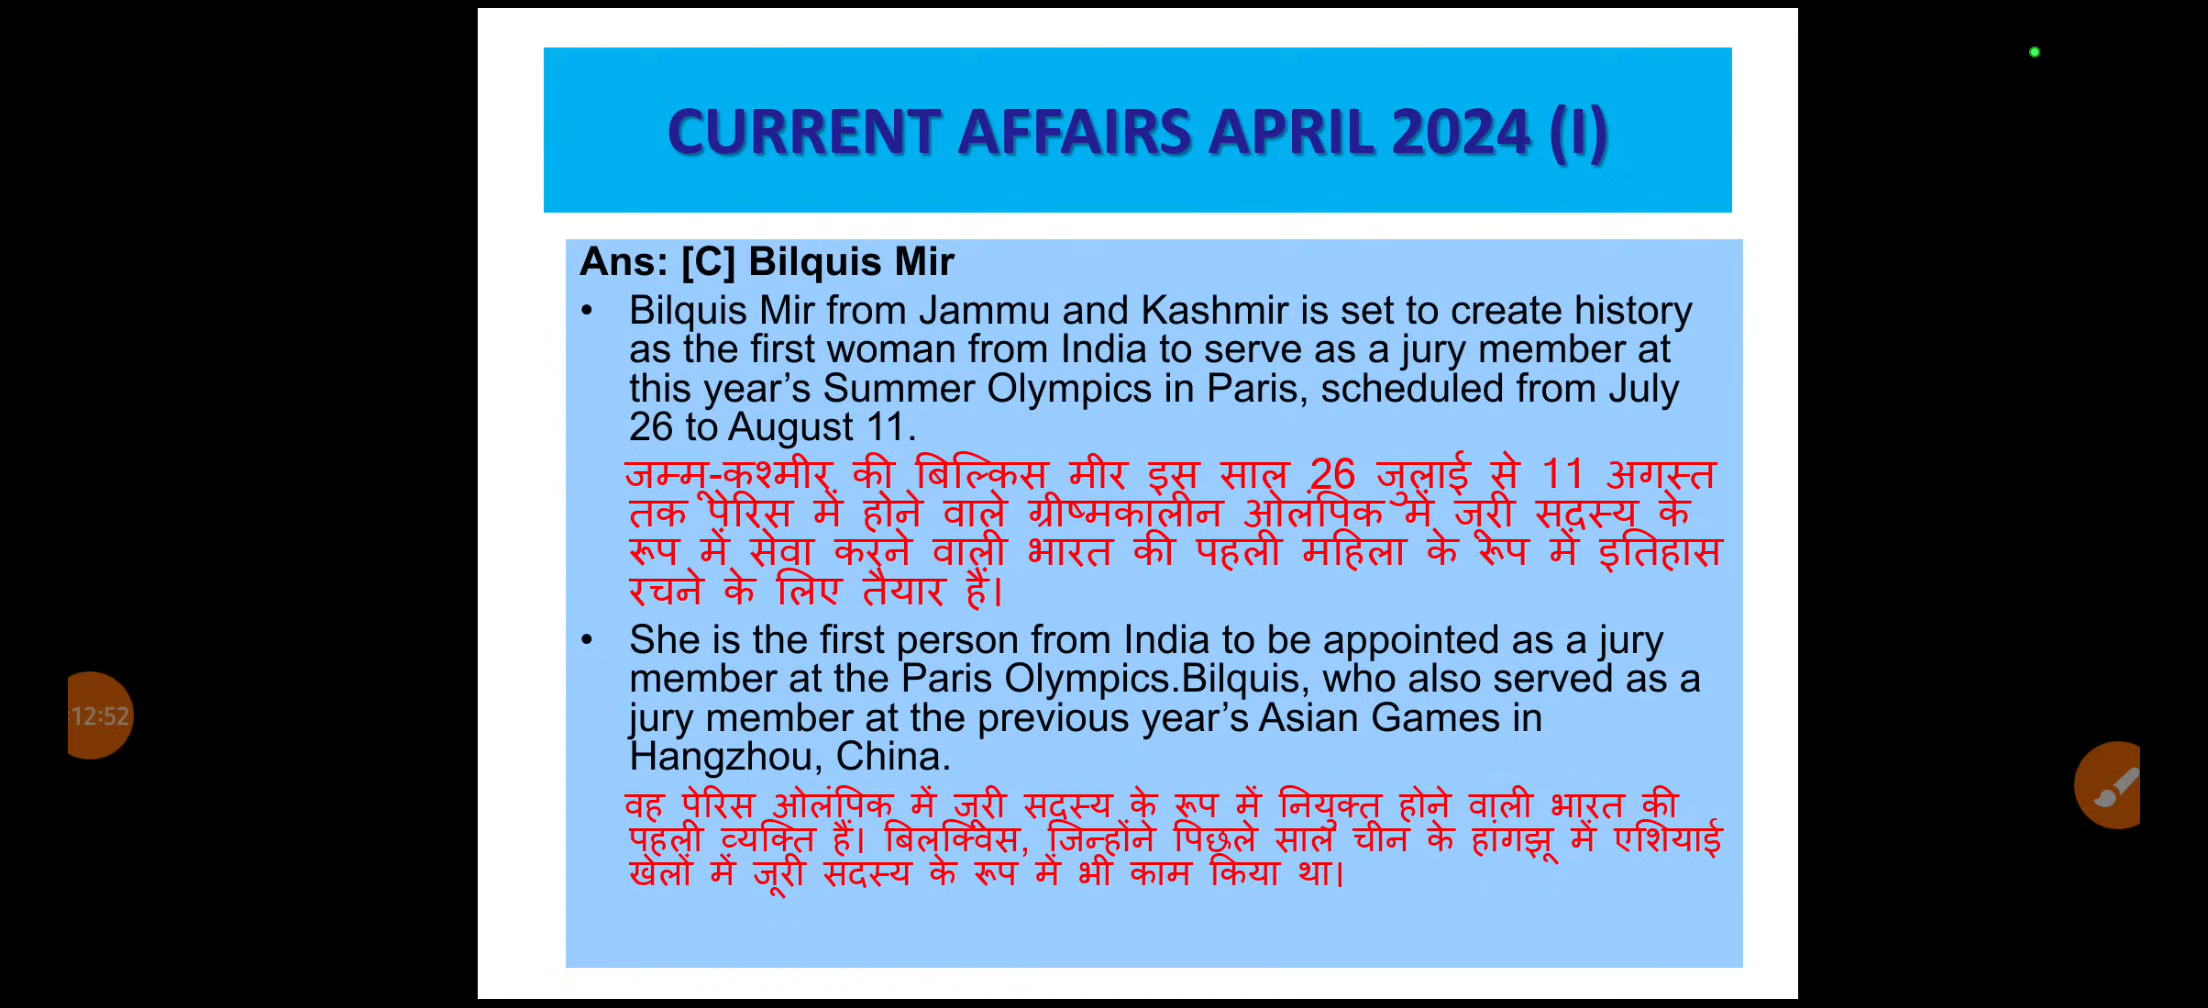 CURRENT AFFAIRS APRIL 2024 (I)
Ans: [C] Bilquis Mir
• Bilquis Mir from Jammu and Kashmir is set to create history
as the first woman from India to serve as a jury member at
this year’s Summer Olympics in Paris, scheduled from July
26 to August 11.
जम्मू-कश्मीर की बिल्किस मीर इस साल 26 जुलाई से 11 अगस्त
तक पेरिस में होने वाले ग्रीष्मकालीन ओलंपिक में जूरी सदस्य के
रूप में सेवा करने वाली भारत की पहली महिला के रूप में इतिहास
रचने के लिए तैयार हैं।
• She is the first person from India to be appointed as a jury
member at the Paris Olympics.Bilquis, who also served as a
jury member at the previous year’s Asian Games in
Hangzhou, China.
वह पेरिस ओलंपिक में जूरी सदस्य के रूप में नियुक्त होने वाली भारत की
पहली व्यक्ति हैं। बिलक्विस, जिन्होंने पिछले साल चीन के हांगझू में एशियाई
खेलों में जूरी सदस्य के रूप में भी काम किया था।
:12:52